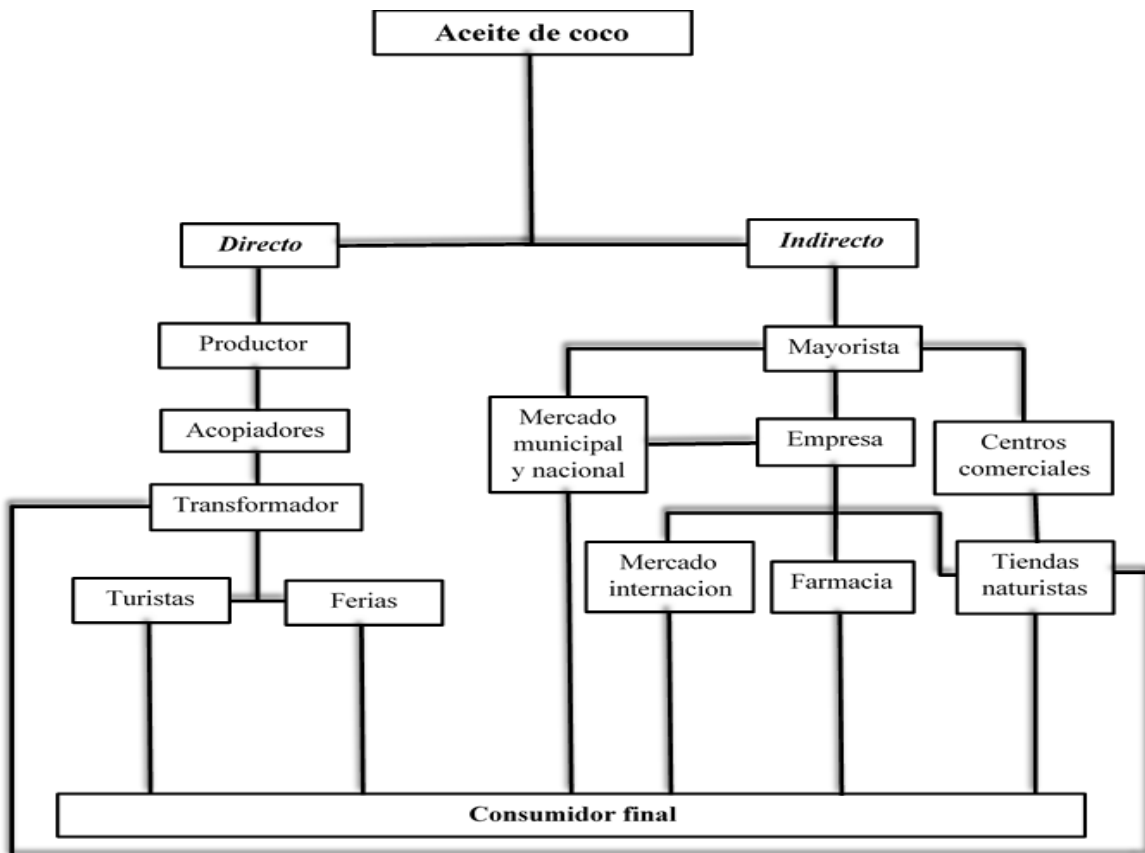 Aceite de coco
Directo
Indirecto
Productor
Mayorista
Acopiadores
Mercado
municipal
y nacional
Empresa
Centros
comerciales
Transformador
Mercado
internacion
Farmacia
Tiendas
naturistas
Turistas
Ferias
Consumidor final